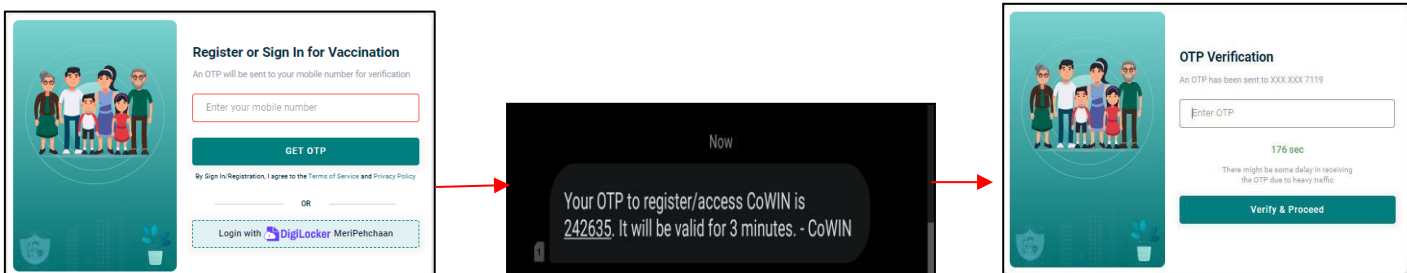 Register or Sign In for Vaccination
An OTP will be sent to your mobile number for verification
Enter your mobile number
GET OTP
By Sign In/Registration, I agree to the Terms of Service and Privacy Policy
OR
Login with DigiLocker MeriPehchaan
Now
Your OTP to register/access CoWIN is
242635. It will be valid for 3 minutes. - CoWIN
1
OTP Verification
An OTP has been sent to XXX XXX 7119
Enter OTP
176 sec
There might be some delay in receiving
the OTP due to heavy traffic
Verify & Proceed